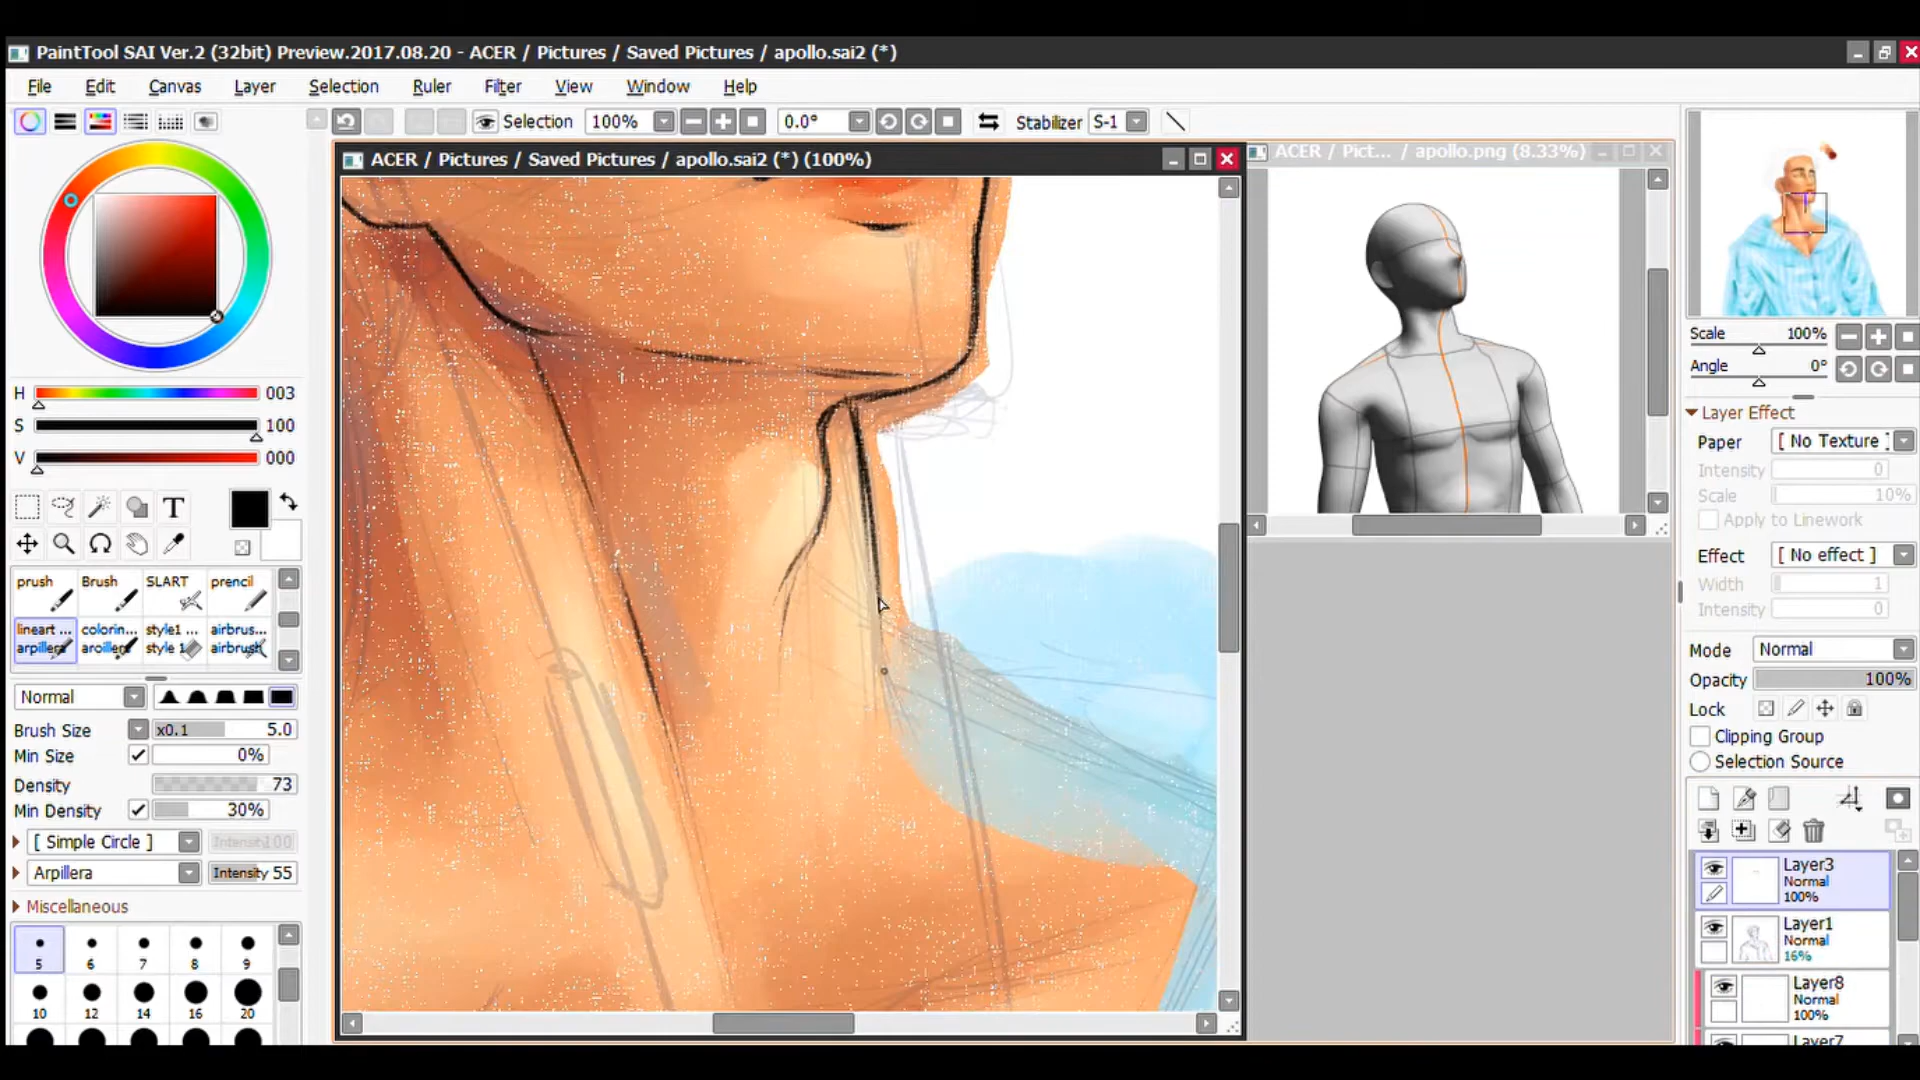 PaintTool SAI Ver.2 (32bit) Preview.2017.08.20 - ACER / Pictures / Saved Pictures / apollo.sai2 (*)
File Edit Canvas Layer Selection Ruler Filter View Window Help
Selection 100% 0.0° Stabilizer S-1
ACER / Pictures / Saved Pictures / apollo.sai2 (*) (100%)
ACER / Pict... / apollo.png (8.33%)
H 003
S 100
V 000
T
prush Brush SLART prencil
lineart ... colorin... style1 ... airbrus...
arpillera aroillera style 1 airbrush
Normal
Brush Size x0.1 5.0
Min Size 0%
Density 73
Min Density 30%
[ Simple Circle ] Intensity 100
Arpillera Intensity 55
Miscellaneous
5 6 7 8 9
10 12 14 16 20
Scale 100%
Angle 0°
Layer Effect
Paper [ No Texture ]
Intensity 0
Scale 10%
Apply to Linework
Effect [ No effect ]
Width 1
Intensity 0
Mode Normal
Opacity 100%
Lock
Clipping Group
Selection Source
Layer3
Normal
100%
Layer1
Normal
16%
Layer8
Normal
100%
Layer7